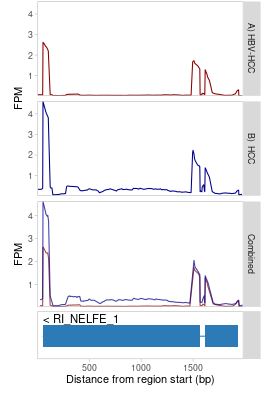 4
3
2
1
FPM
A) HBV-HCC
4
3
2
1
B) HCC
4
3
2
1
FPM
Combined
< RI_NELFE_1
500 1000 1500
Distance from region start (bp)